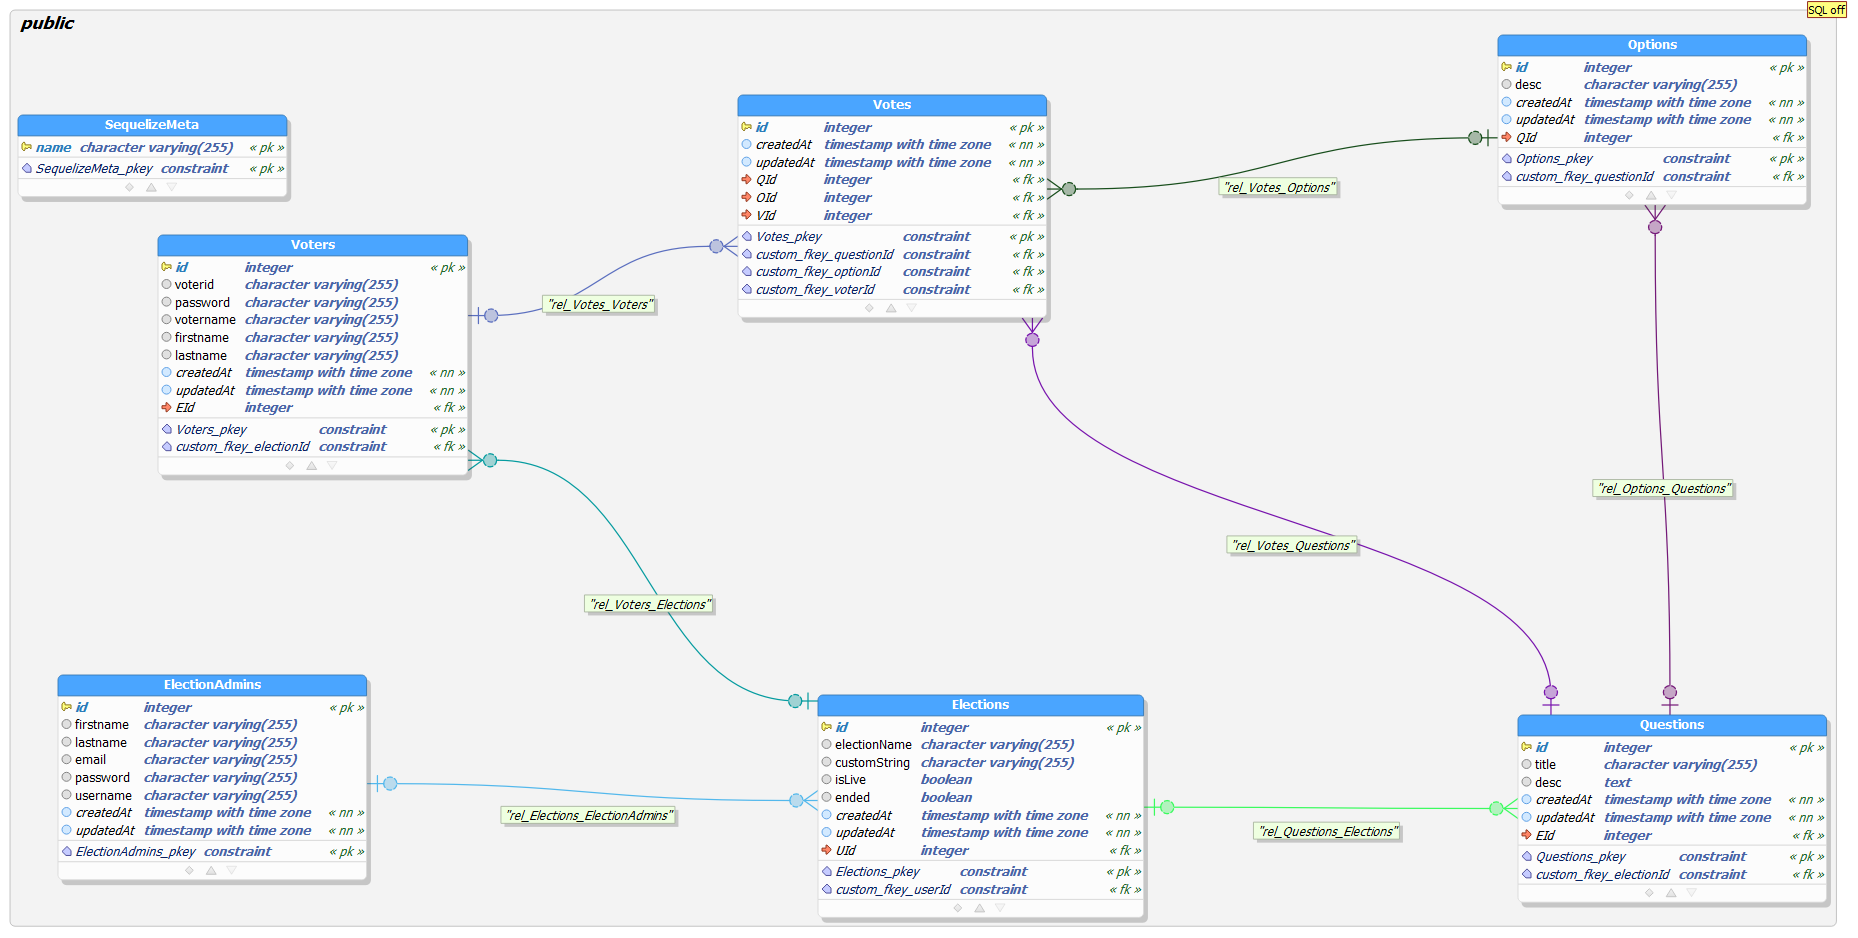 SQL off
public
Options
id integer « pk »
desc character varying(255)
createdAt timestamp with time zone « nn »
updatedAt timestamp with time zone « nn »
QId integer « fk »
Options_pkey constraint « pk »
custom_fkey_questionId constraint « fk »
Votes
id integer « pk »
createdAt timestamp with time zone « nn »
updatedAt timestamp with time zone « nn »
QId integer « fk »
OId integer « fk »
VId integer « fk »
Votes_pkey constraint « pk »
custom_fkey_questionId constraint « fk »
custom_fkey_optionId constraint « fk »
custom_fkey_voterId constraint « fk »
SequelizeMeta
name character varying(255) « pk »
SequelizeMeta_pkey constraint « pk »
"rel_Votes_Options"
Voters
id integer « pk »
voterid character varying(255)
password character varying(255)
votername character varying(255)
firstname character varying(255)
lastname character varying(255)
createdAt timestamp with time zone « nn »
updatedAt timestamp with time zone « nn »
EId integer « fk »
Voters_pkey constraint « pk »
custom_fkey_electionId constraint « fk »
"rel_Votes_Voters"
"rel_Options_Questions"
"rel_Votes_Questions"
"rel_Voters_Elections"
ElectionAdmins
id integer « pk »
firstname character varying(255)
lastname character varying(255)
email character varying(255)
password character varying(255)
username character varying(255)
createdAt timestamp with time zone « nn »
updatedAt timestamp with time zone « nn »
ElectionAdmins_pkey constraint « pk »
"rel_Elections_ElectionAdmins"
Elections
id integer « pk »
electionName character varying(255)
customString character varying(255)
isLive boolean
ended boolean
createdAt timestamp with time zone « nn »
updatedAt timestamp with time zone « nn »
UId integer « fk »
Elections_pkey constraint « pk »
custom_fkey_userId constraint « fk »
"rel_Questions_Elections"
Questions
id integer « pk »
title character varying(255)
desc text
createdAt timestamp with time zone « nn »
updatedAt timestamp with time zone « nn »
EId integer « fk »
Questions_pkey constraint « pk »
custom_fkey_electionId constraint « fk »